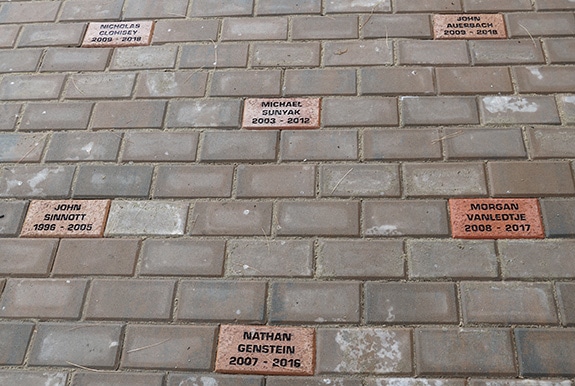 NICHOLAS
CLOHISEY
2009 - 2018
JOHN
AUERBACH
2009 - 2018
MICHAEL
SUNYAK
2003 - 2012
JOHN
SINNOTT
1996 - 2005
MORGAN
VANLEDTJE
2008 - 2017
NATHAN
GENSTEIN
2007 - 2016